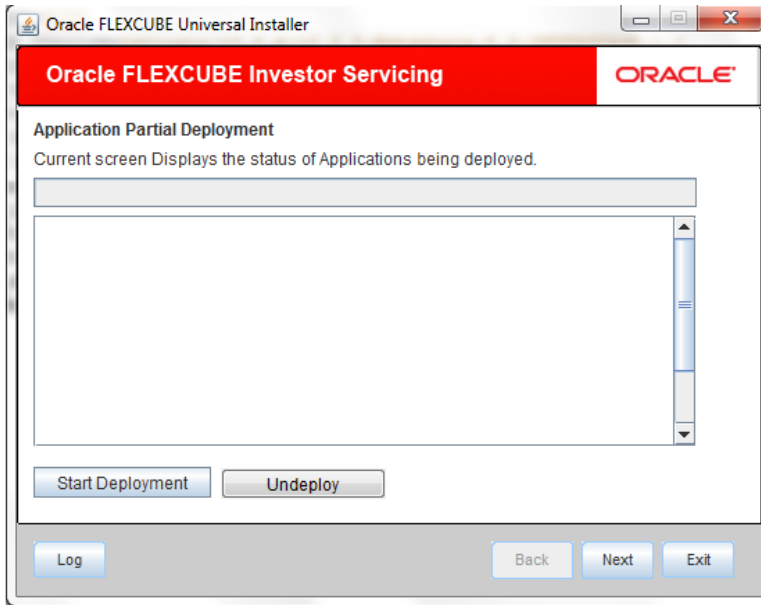 Oracle FLEXCUBE Universal Installer
Oracle FLEXCUBE Investor Servicing
ORACLE
Application Partial Deployment
Current screen Displays the status of Applications being deployed.
Start Deployment Undeploy
Log Back Next Exit